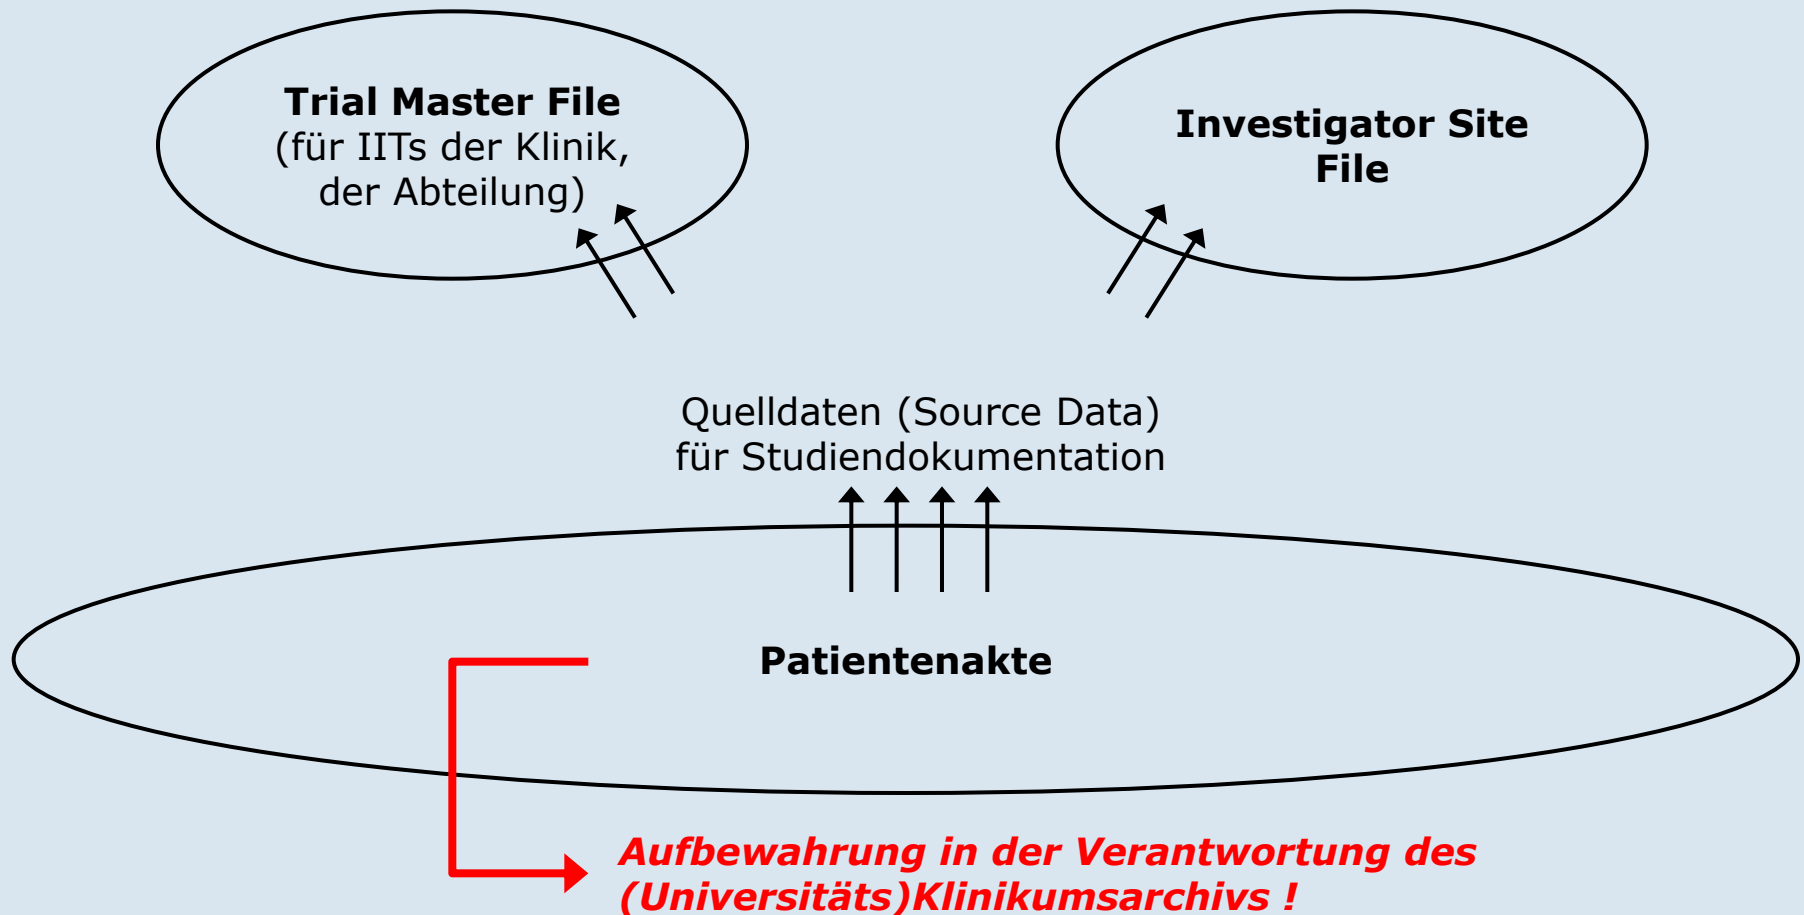 Trial Master File
(für IITs der Klinik,
der Abteilung)
Investigator Site
File
Quelldaten (Source Data)
für Studiendokumentation
Patientenakte
Aufbewahrung in der Verantwortung des
(Universitäts)Klinikumsarchivs !